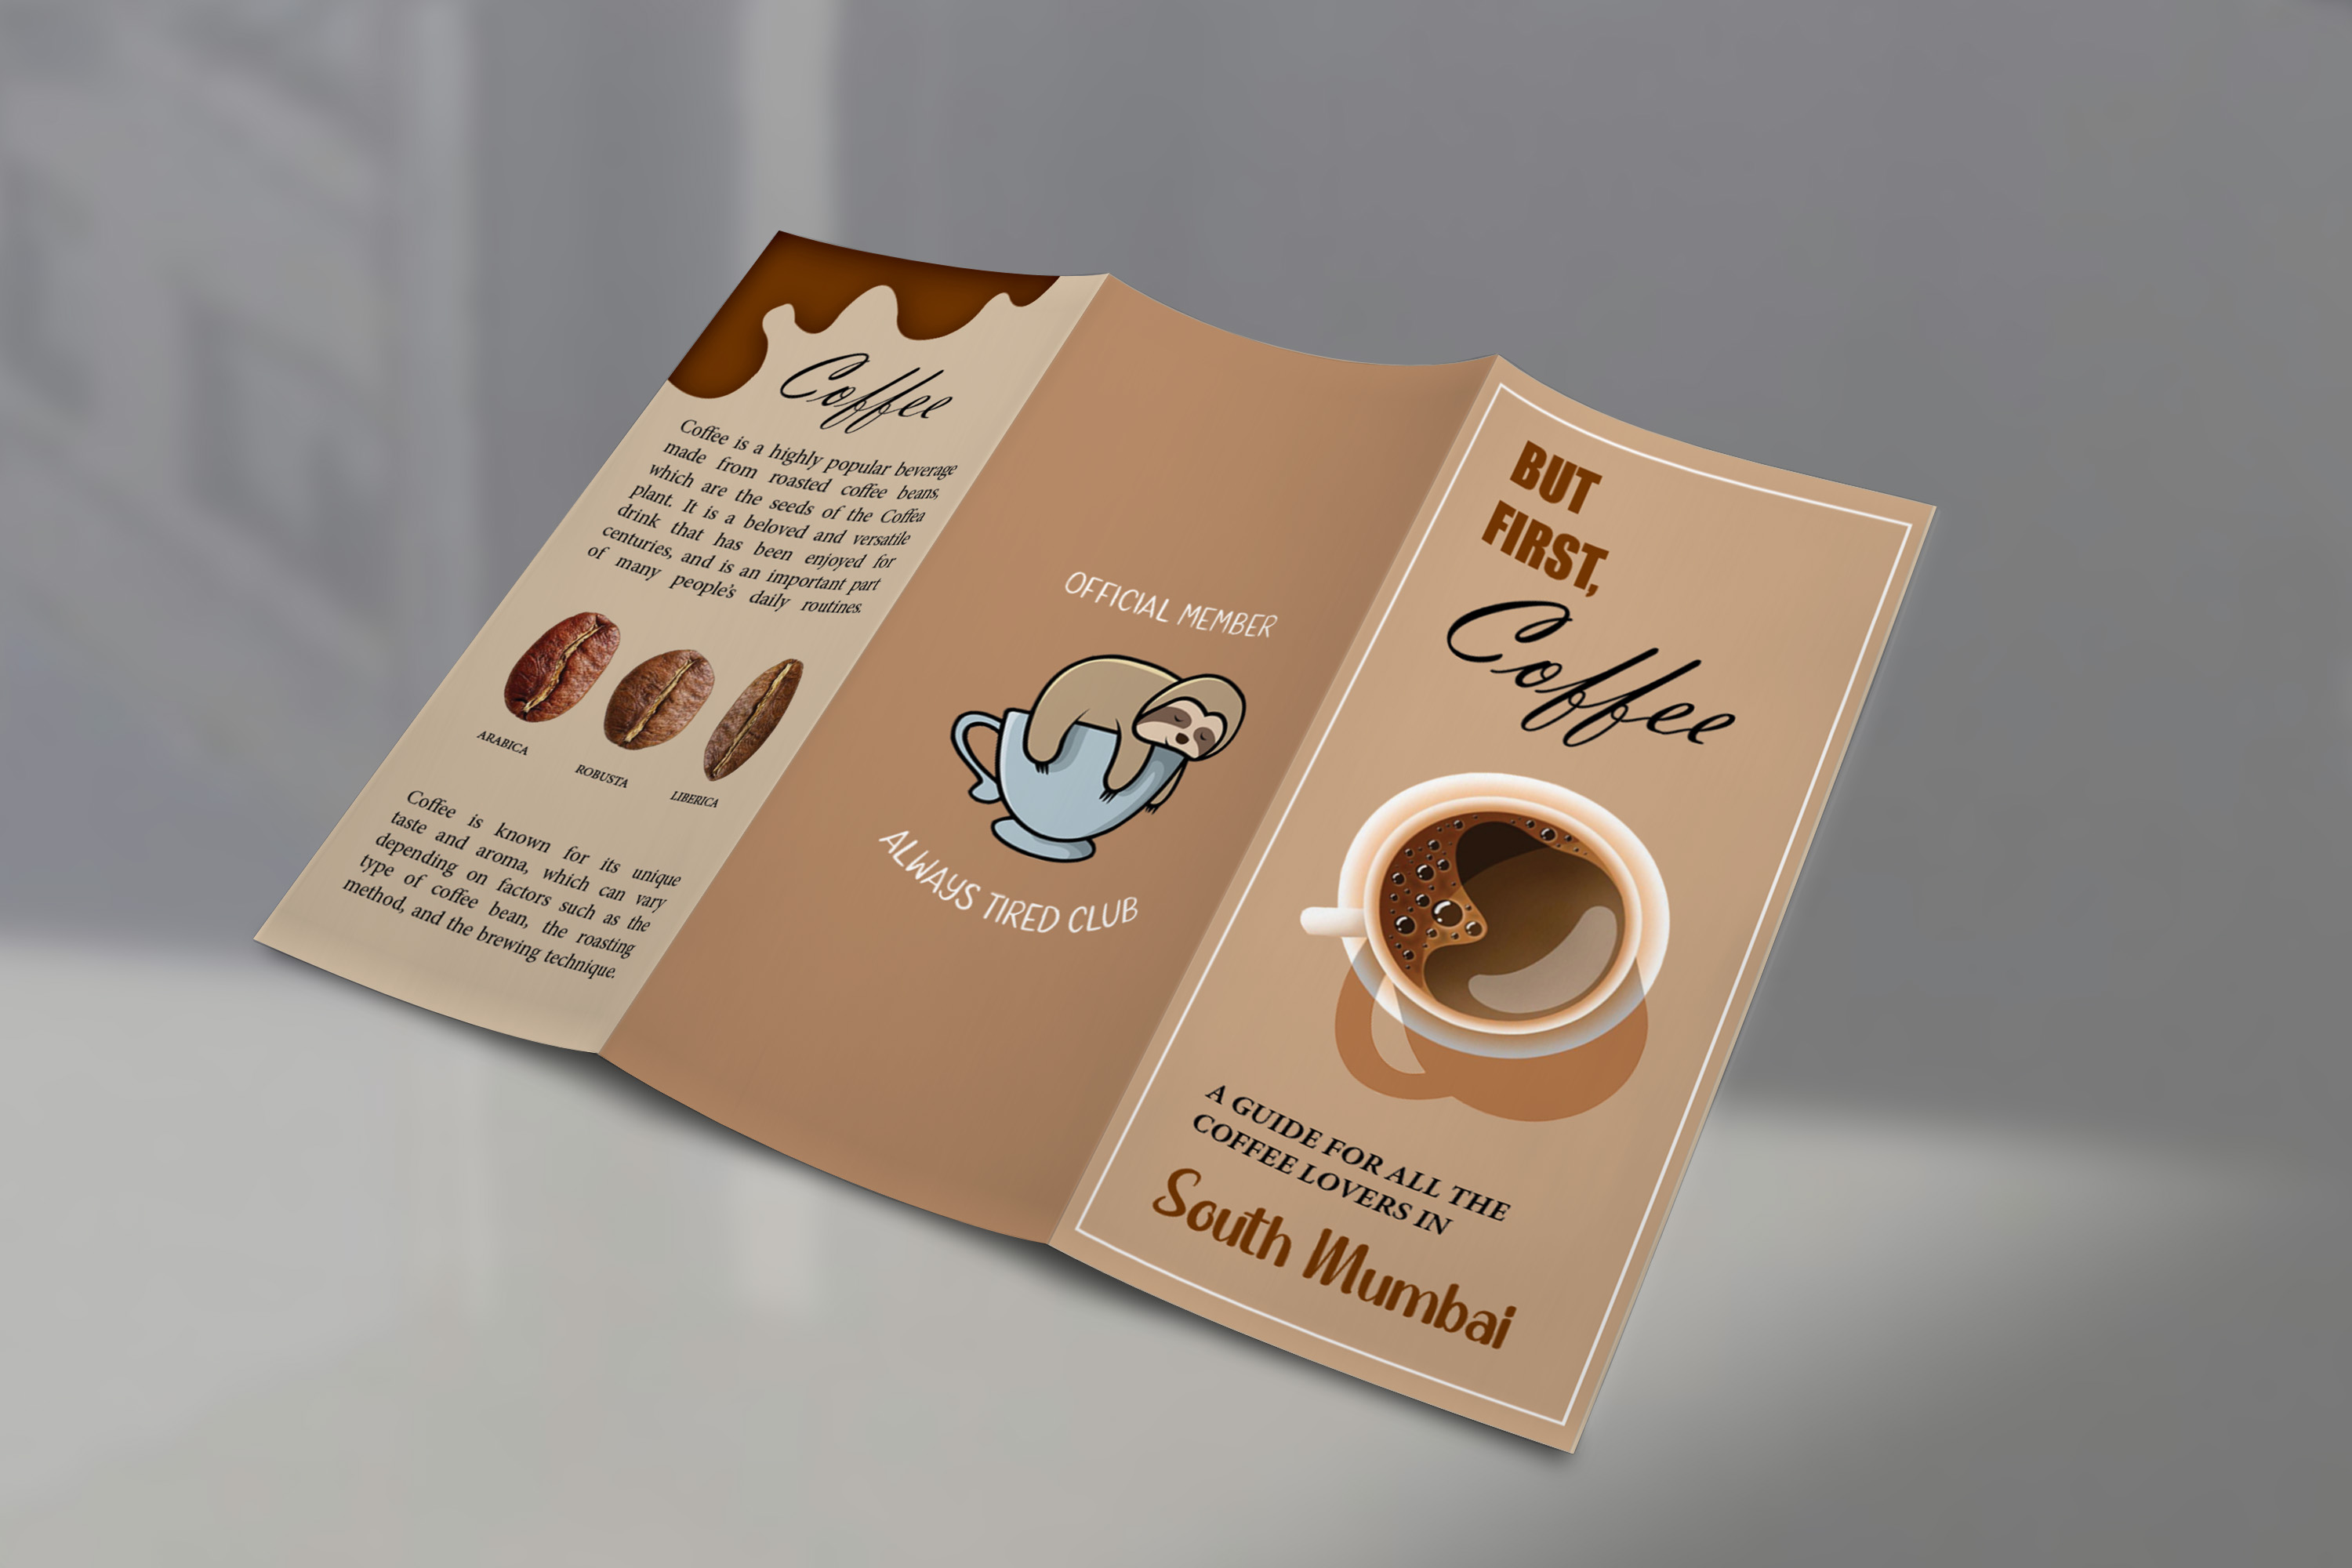 Coffee
Coffee is a highly popular beverage
made from roasted coffee beans,
which are the seeds of the Coffea
plant. It is a beloved and versatile
drink that has been enjoyed for
centuries, and is an important part
of many people's daily routines.
ARABICA
ROBUSTA
LIBERICA
Coffee is known for its unique
taste and aroma, which can vary
depending on factors such as the
type of coffee bean, the roasting
method, and the brewing technique.
OFFICIAL MEMBER
ALWAYS TIRED CLUB
BUT
FIRST,
Coffee
A GUIDE FOR ALL THE
COFFEE LOVERS IN
South Mumbai